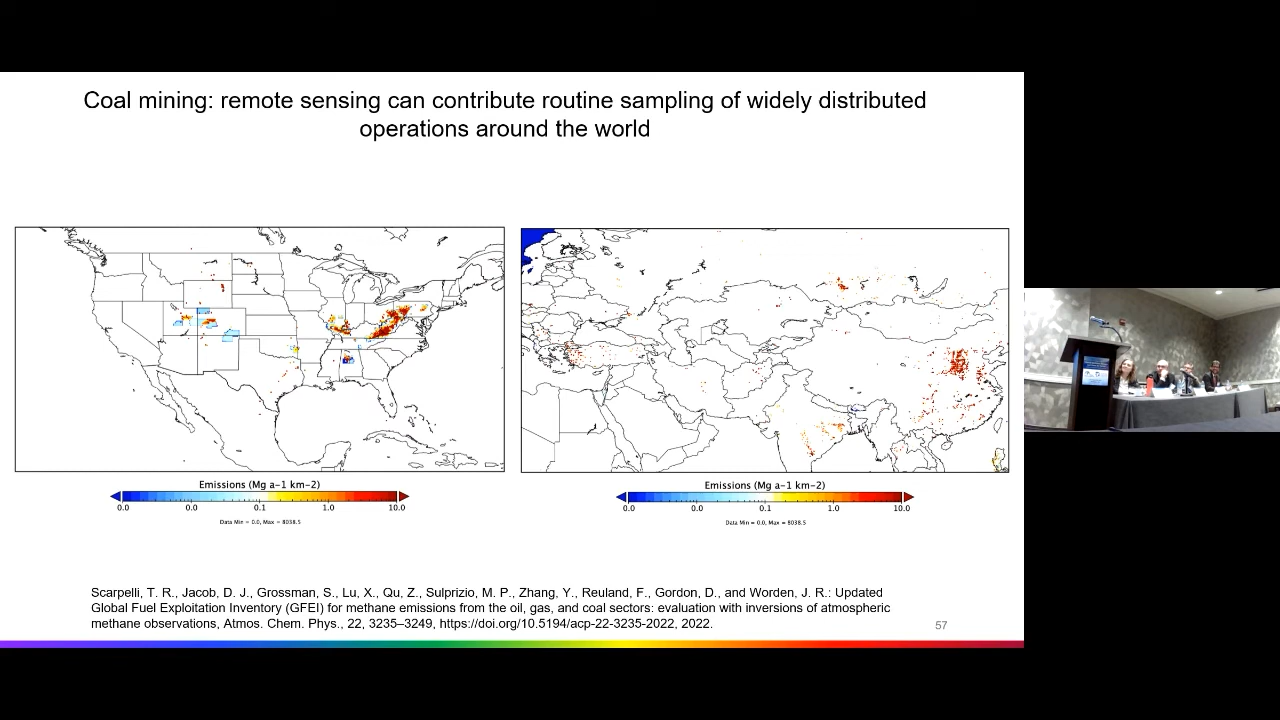 Coal mining: remote sensing can contribute routine sampling of widely distributed
operations around the world
Emissions (Mg a-1 km-2)
0.0 0.0 0.1 1.0 10.0
Data Min = 0.0, Max = 8038.5
Emissions (Mg a-1 km-2)
0.0 0.0 0.1 1.0 10.0
Data Min = 0.0, Max = 8038.5
Scarpelli, T. R., Jacob, D. J., Grossman, S., Lu, X., Qu, Z., Sulprizio, M. P., Zhang, Y., Reuland, F., Gordon, D., and Worden, J. R.: Updated
Global Fuel Exploitation Inventory (GFEI) for methane emissions from the oil, gas, and coal sectors: evaluation with inversions of atmospheric
methane observations, Atmos. Chem. Phys., 22, 3235–3249, https://doi.org/10.5194/acp-22-3235-2022, 2022.
57